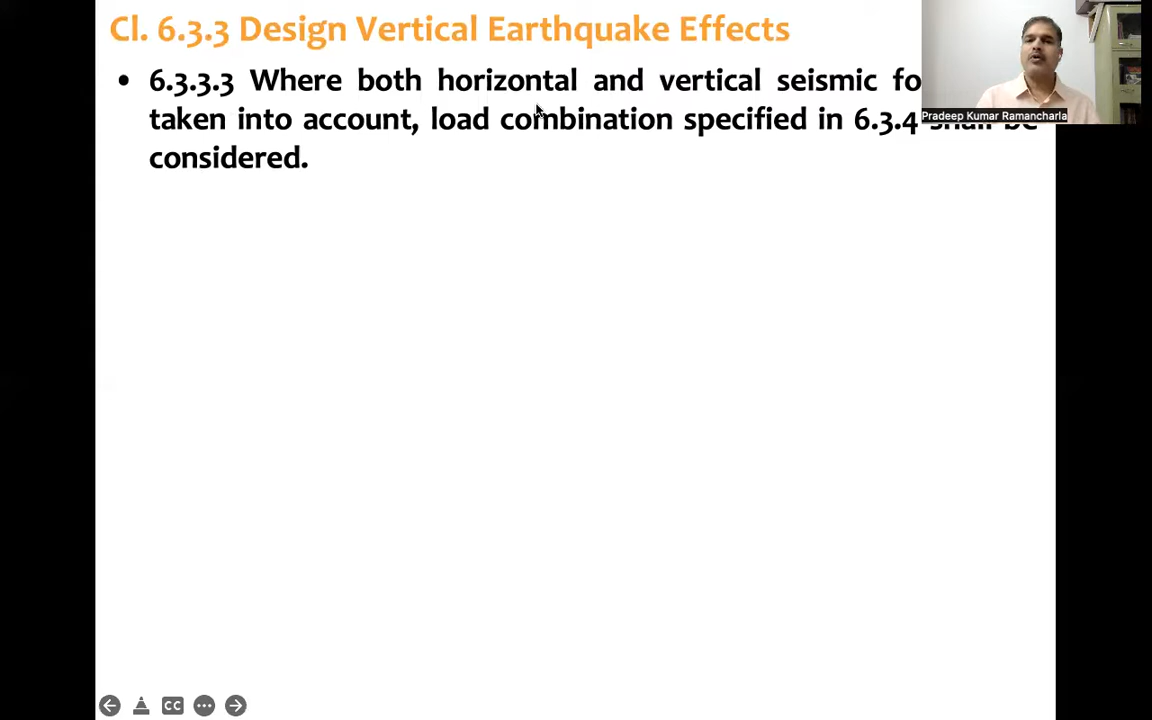 Cl. 6.3.3 Design Vertical Earthquake Effects
• 6.3.3.3 Where both horizontal and vertical seismic fo
taken into account, load combination specified in 6.3.4 shall be
considered.
Pradeep Kumar Ramancharla
CC